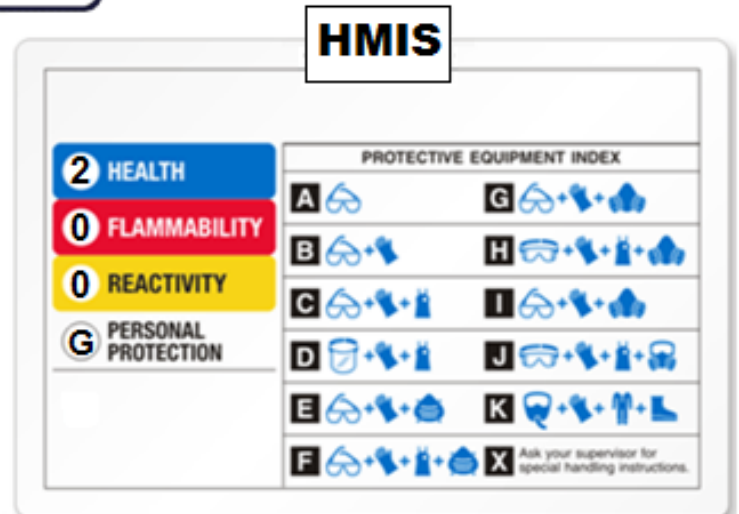 HMIS
2 HEALTH
0 FLAMMABILITY
0 REACTIVITY
G PERSONAL
PROTECTION
PROTECTIVE EQUIPMENT INDEX
A
G
B
H
C
I
D
J
E
K
F
X Ask your supervisor for
special handling instructions.